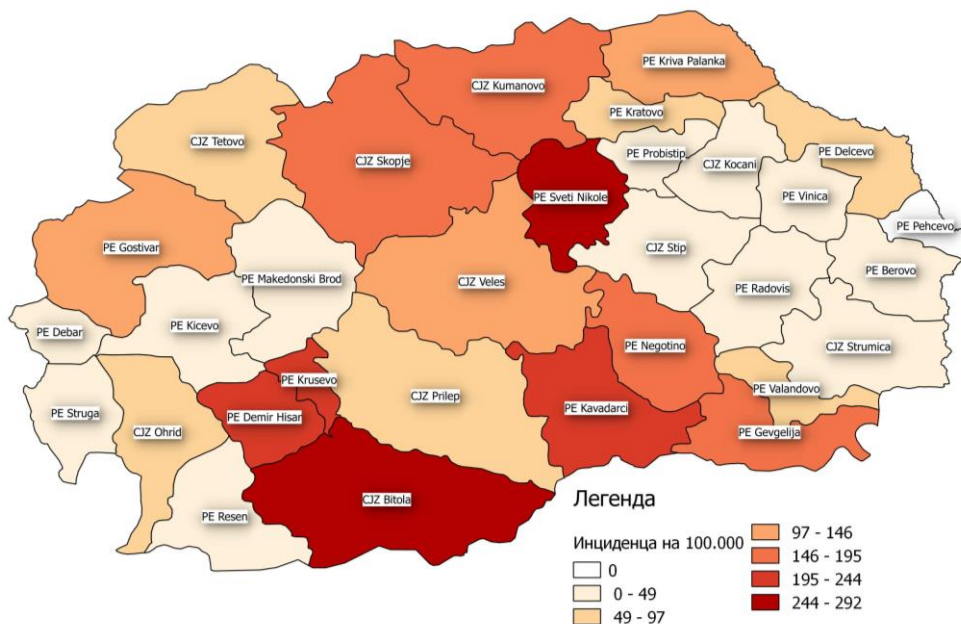 PE Kriva Palanka
CJZ Kumanovo
PE Kratovo
CJZ Tetovo
PE Probistip
PE Delcevo
CJZ Skopje
CJZ Kocani
PE Sveti Nikole
PE Vinica
PE Pehcevo
PE Gostivar
CJZ Stip
PE Makedonski Brod
PE Berovo
CJZ Veles
PE Radovis
PE Debar
PE Kicevo
PE Negotino
CJZ Strumica
PE Krusevo
PE Valandovo
CJZ Prilep
PE Kavadarci
PE Struga
PE Demir Hisar
CJZ Ohrid
PE Gevgelija
CJZ Bitola
PE Resen
Легенда
Инциденца на 100.000
0
0 - 49
49 - 97
97 - 146
146 - 195
195 - 244
244 - 292